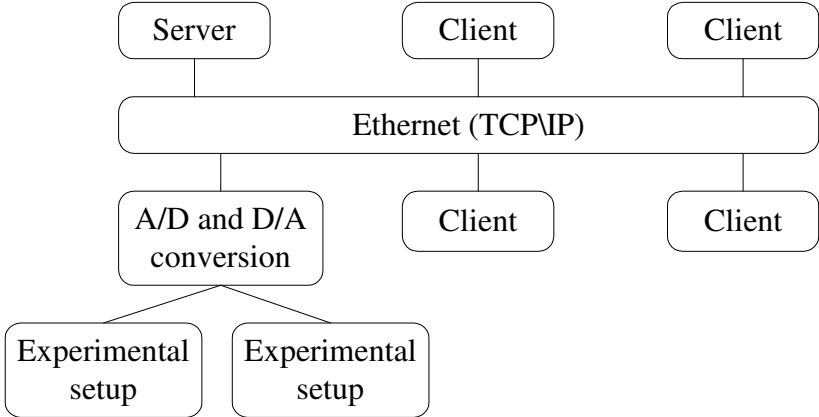 Server
Client
Client
Ethernet (TCP\IP)
A/D and D/A
conversion
Client
Client
Experimental
setup
Experimental
setup